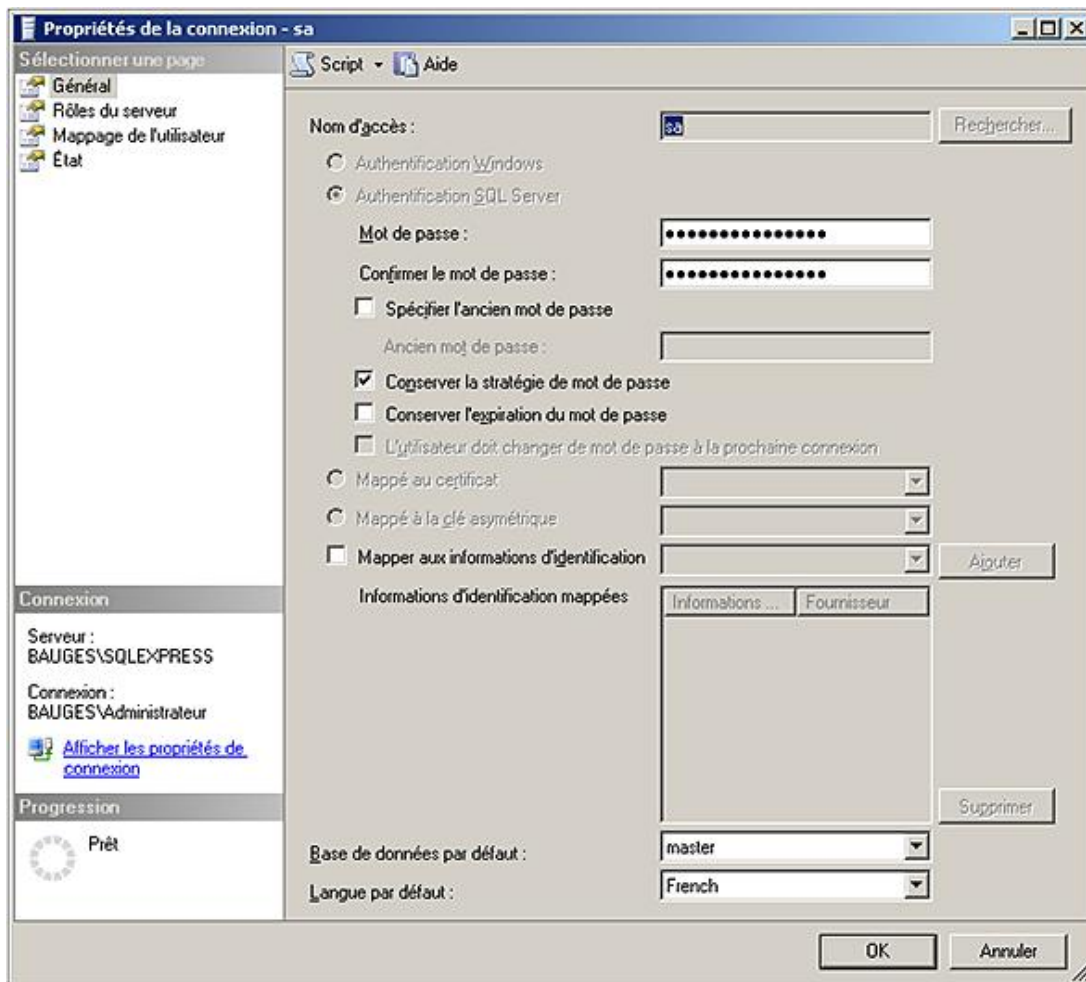 Propriétés de la connexion - sa
Sélectionner une page
Général
Rôles du serveur
Mappage de l'utilisateur
État
Script
Aide
Nom d'accès :
sa
Rechercher...
Authentification Windows
Authentification SQL Server
Mot de passe :
●●●●●●●●●●●●●●●
Confirmer le mot de passe :
●●●●●●●●●●●●●●●
Spécifier l'ancien mot de passe
Ancien mot de passe :
Conserver la stratégie de mot de passe
Conserver l'expiration du mot de passe
L'utilisateur doit changer de mot de passe à la prochaine connexion
Mappé au certificat
Mappé à la clé asymétrique
Mapper aux informations d'identification
Ajouter
Informations d'identification mappées
Informations ...
Fournisseur
Supprimer
Base de données par défaut :
master
Langue par défaut :
French
Connexion
Serveur :
BAUGES\SQLEXPRESS
Connexion :
BAUGES\Administrateur
Afficher les propriétés de
connexion
Progression
Prêt
OK
Annuler